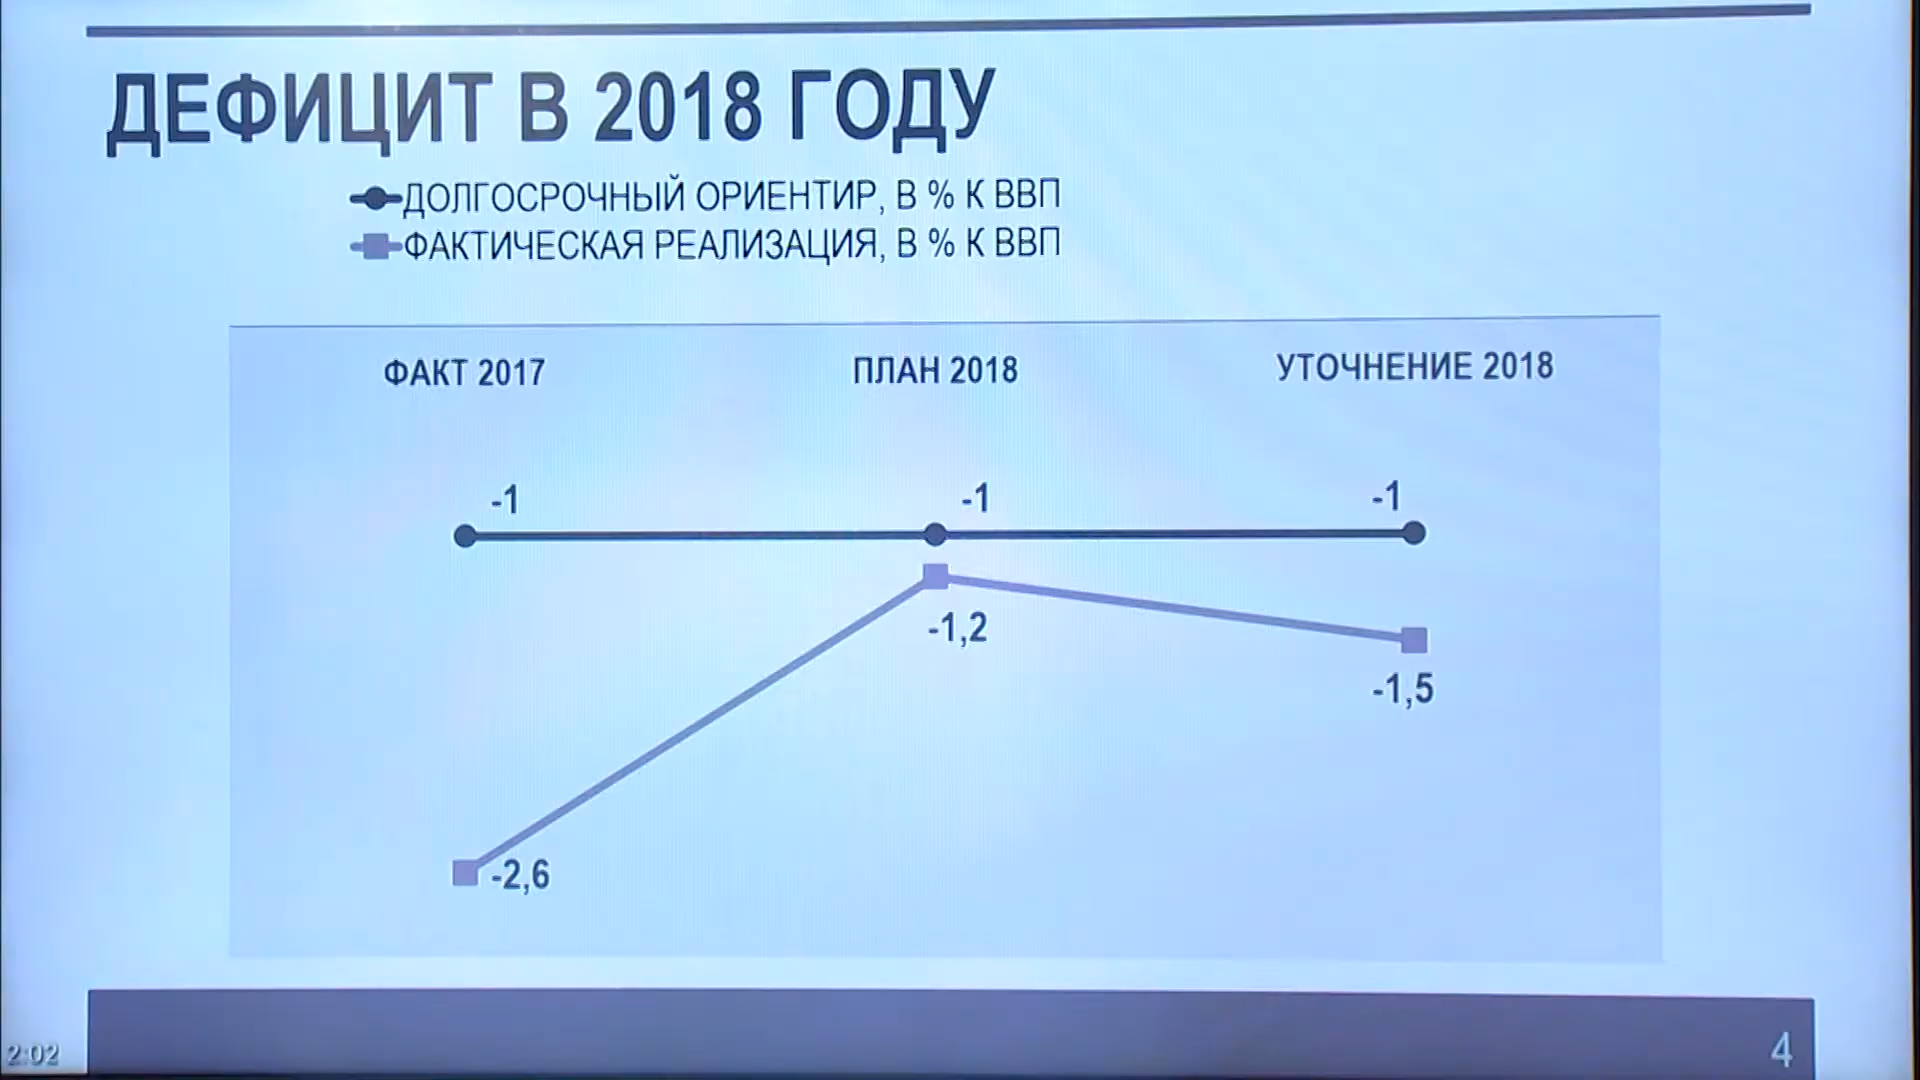 ДЕФИЦИТ В 2018 ГОДУ
ДОЛГОСРОЧНЫЙ ОРИЕНТИР, В % К ВВП
ФАКТИЧЕСКАЯ РЕАЛИЗАЦИЯ, В % К ВВП
ФАКТ 2017 ПЛАН 2018 УТОЧНЕНИЕ 2018
-1 -1 -1
-1,2
-1,5
-2,6
2:02
4